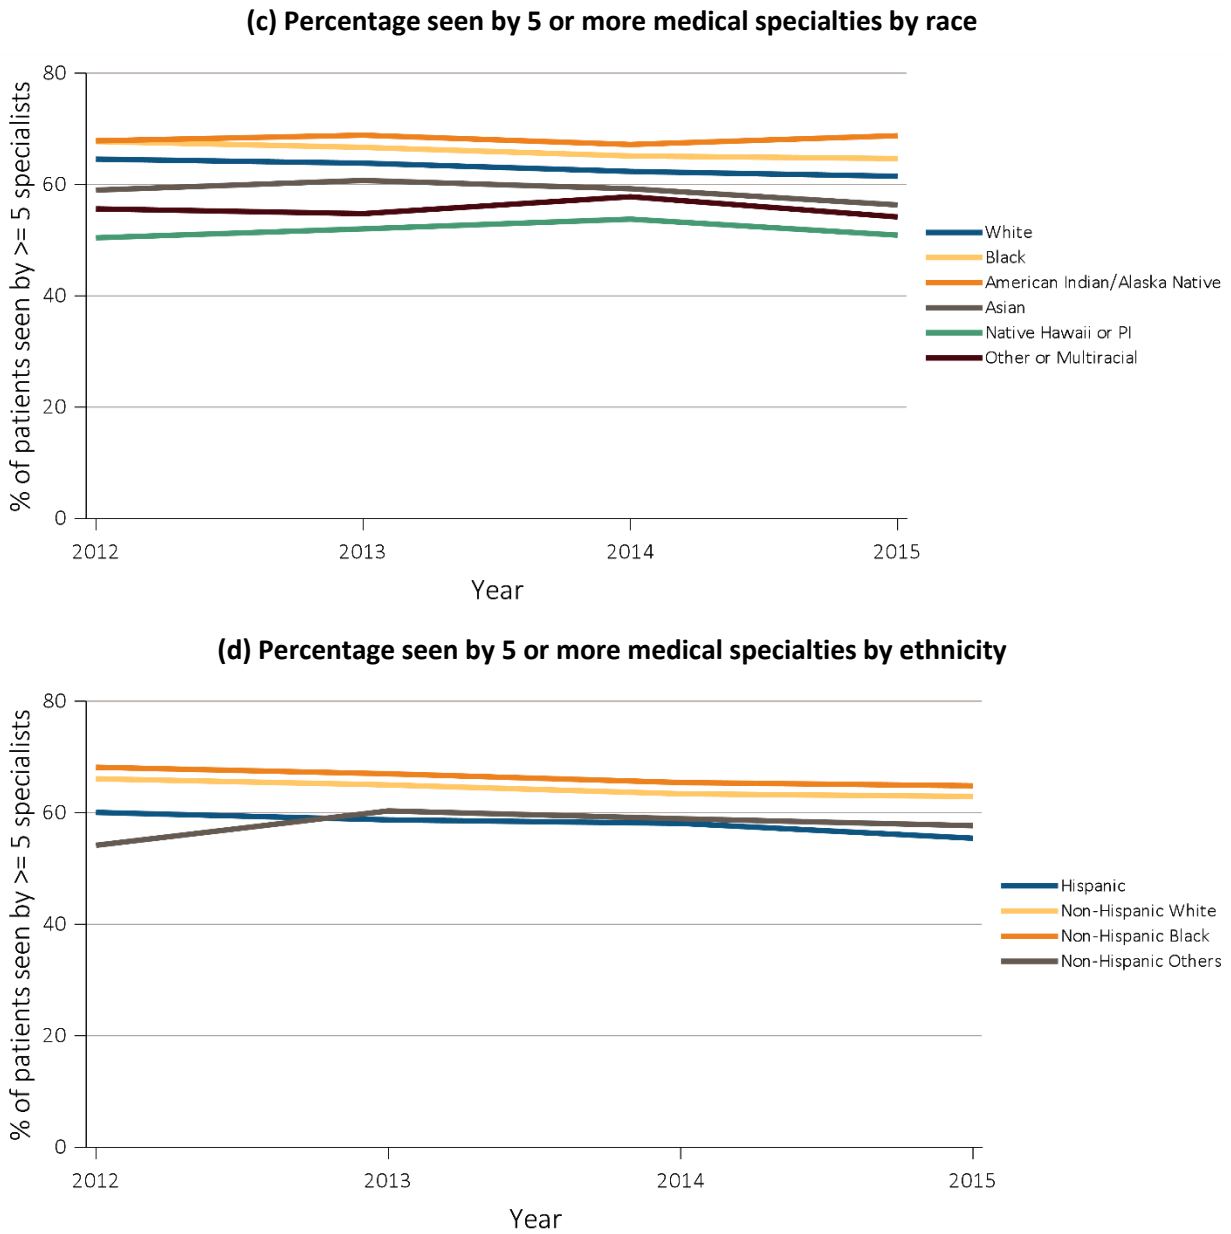 (c) Percentage seen by 5 or more medical specialties by race
% of patients seen by >= 5 specialists
80
60
40
20
0
2012 2013 2014 2015
Year
White
Black
American Indian/Alaska Native
Asian
Native Hawaii or PI
Other or Multiracial
(d) Percentage seen by 5 or more medical specialties by ethnicity
% of patients seen by >= 5 specialists
80
60
40
20
0
2012 2013 2014 2015
Year
Hispanic
Non-Hispanic White
Non-Hispanic Black
Non-Hispanic Others